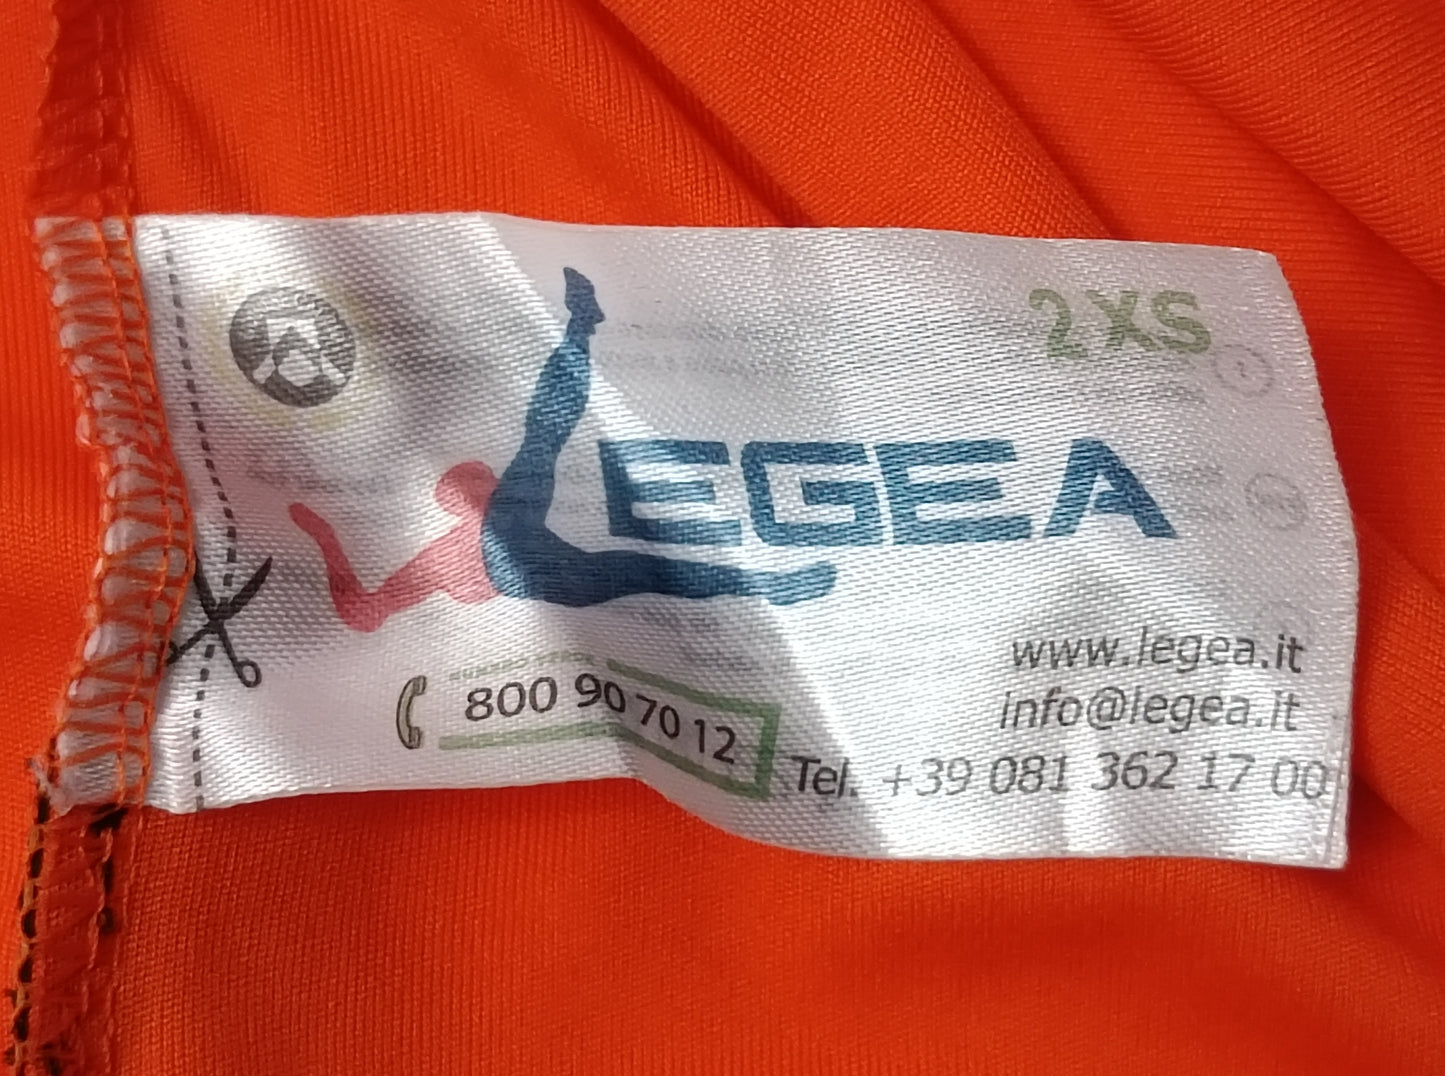 2XS
LEGEA
www.legea.it
info@legea.it
800 90 70 12
Tel. +39 081 362 17 00